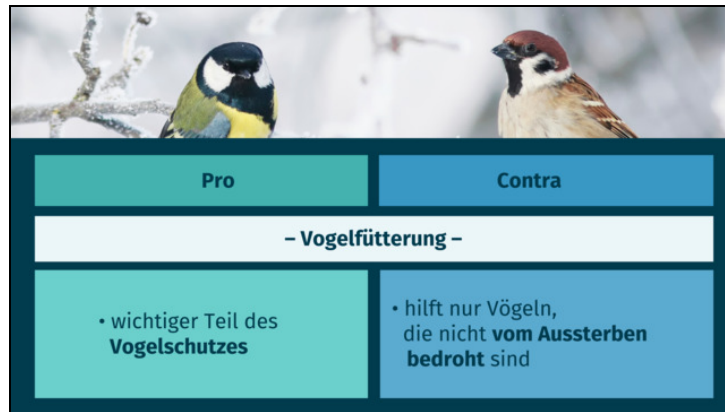 Pro
Contra
– Vogelfütterung –
• wichtiger Teil des
Vogelschutzes
• hilft nur Vögeln,
die nicht vom Aussterben
bedroht sind